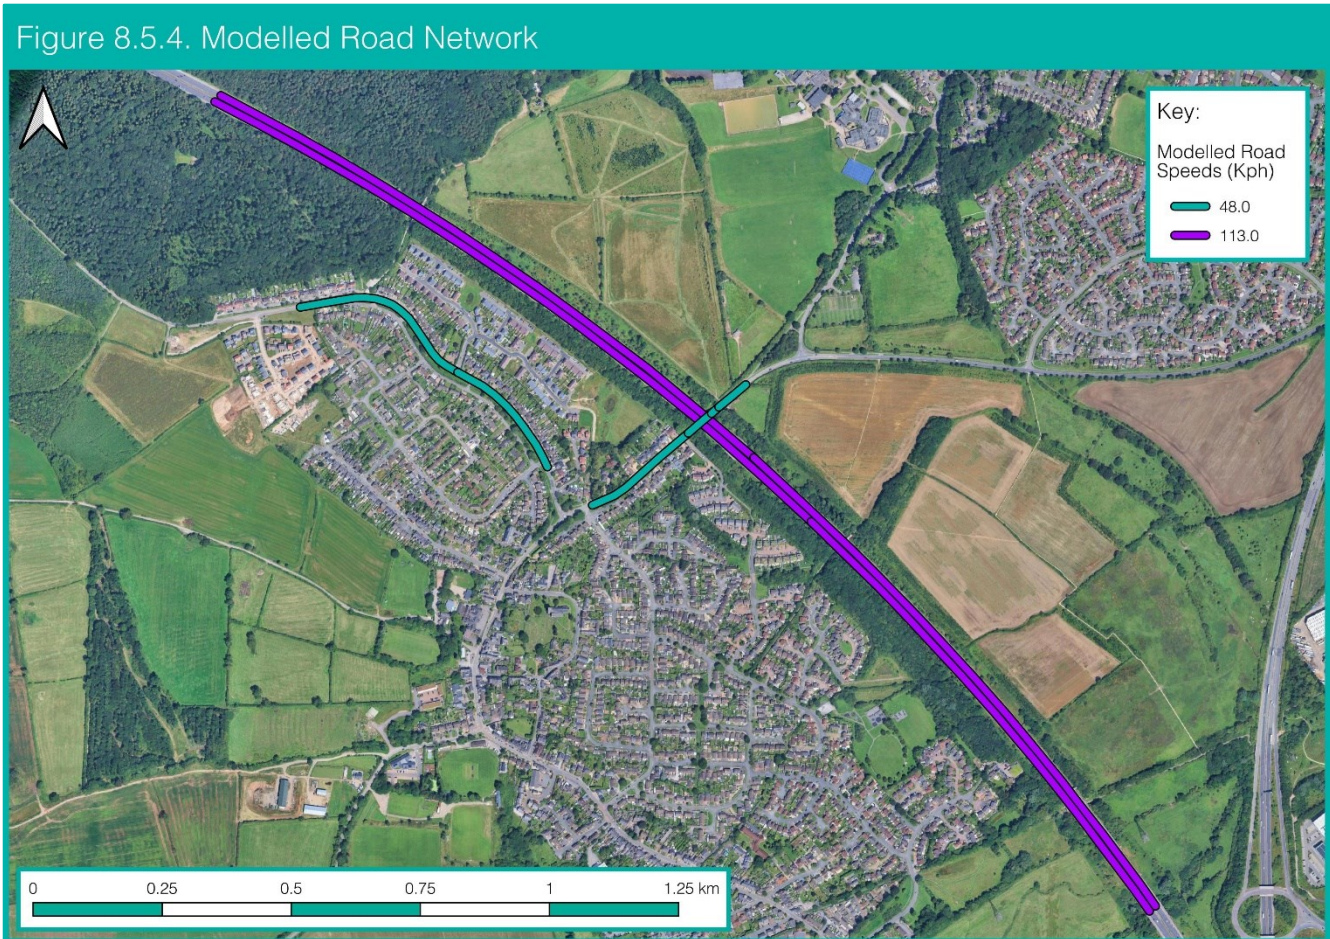 Figure 8.5.4. Modelled Road Network
Key:
Modelled Road
Speeds (Kph)
48.0
113.0
0 0.25 0.5 0.75 1 1.25 km